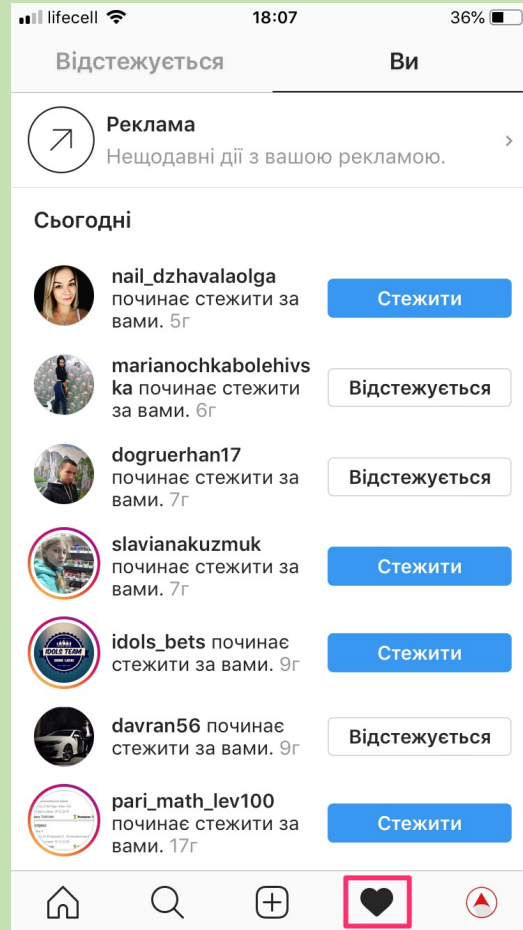 lifecell 18:07 36%
Відстежується Ви
Реклама
Нещодавні дії з вашою рекламою.
Сьогодні
nail_dzhavalaolga
починає стежити за
вами. 5г
Стежити
marianochkabolehivs
ka починає стежити
за вами. 6г
Відстежується
dogruerhan17
починає стежити за
вами. 7г
Відстежується
slavianakuzmuk
починає стежити за
вами. 7г
Стежити
IDOLS TEAM
idols_bets починає
стежити за вами. 9г
Стежити
davran56 починає
стежити за вами. 9г
Відстежується
pari_math_lev100
починає стежити за
вами. 17г
Стежити